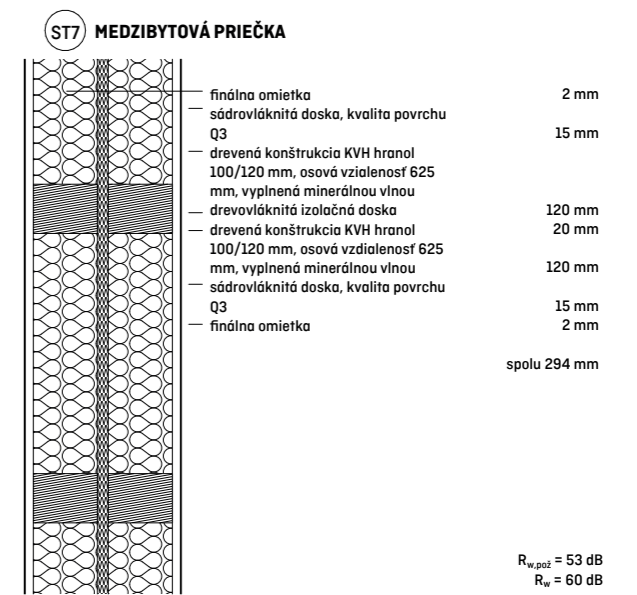 ST7 MEDZIBYTOVÁ PRIEČKA
finálna omietka 2 mm
sádrovláknitá doska, kvalita povrchu
Q3 15 mm
drevená konštrukcia KVH hranol
100/120 mm, osová vzialenosť 625
mm, vyplnená minerálnou vlnou
drevovláknitá izolačná doska 120 mm
drevená konštrukcia KVH hranol 20 mm
100/120 mm, osová vzdialenosť 625
mm, vyplnená minerálnou vlnou 120 mm
sádrovláknitá doska, kvalita povrchu
Q3 15 mm
finálna omietka 2 mm
spolu 294 mm
Rw,pož = 53 dB
Rw = 60 dB